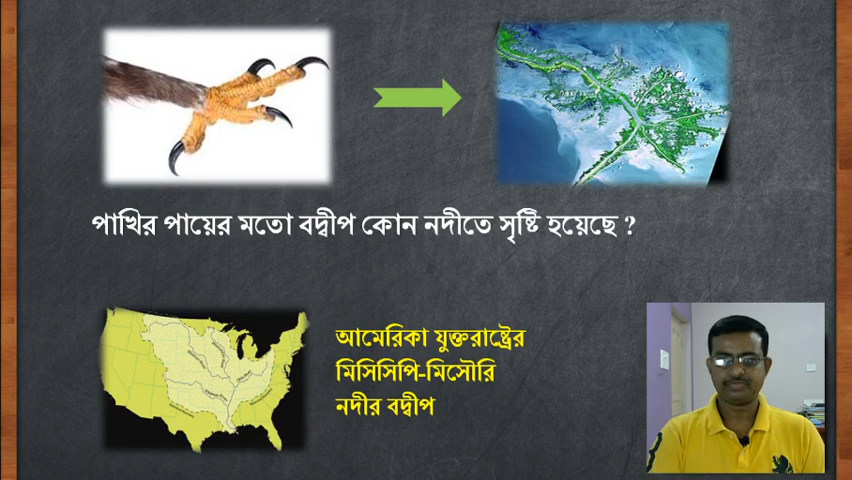 পাখির পায়ের মতো বদ্বীপ কোন নদীতে সৃষ্টি হয়েছে ?
আমেরিকা যুক্তরাষ্ট্রের
মিসিসিপি-মিসৌরি
নদীর বদ্বীপ